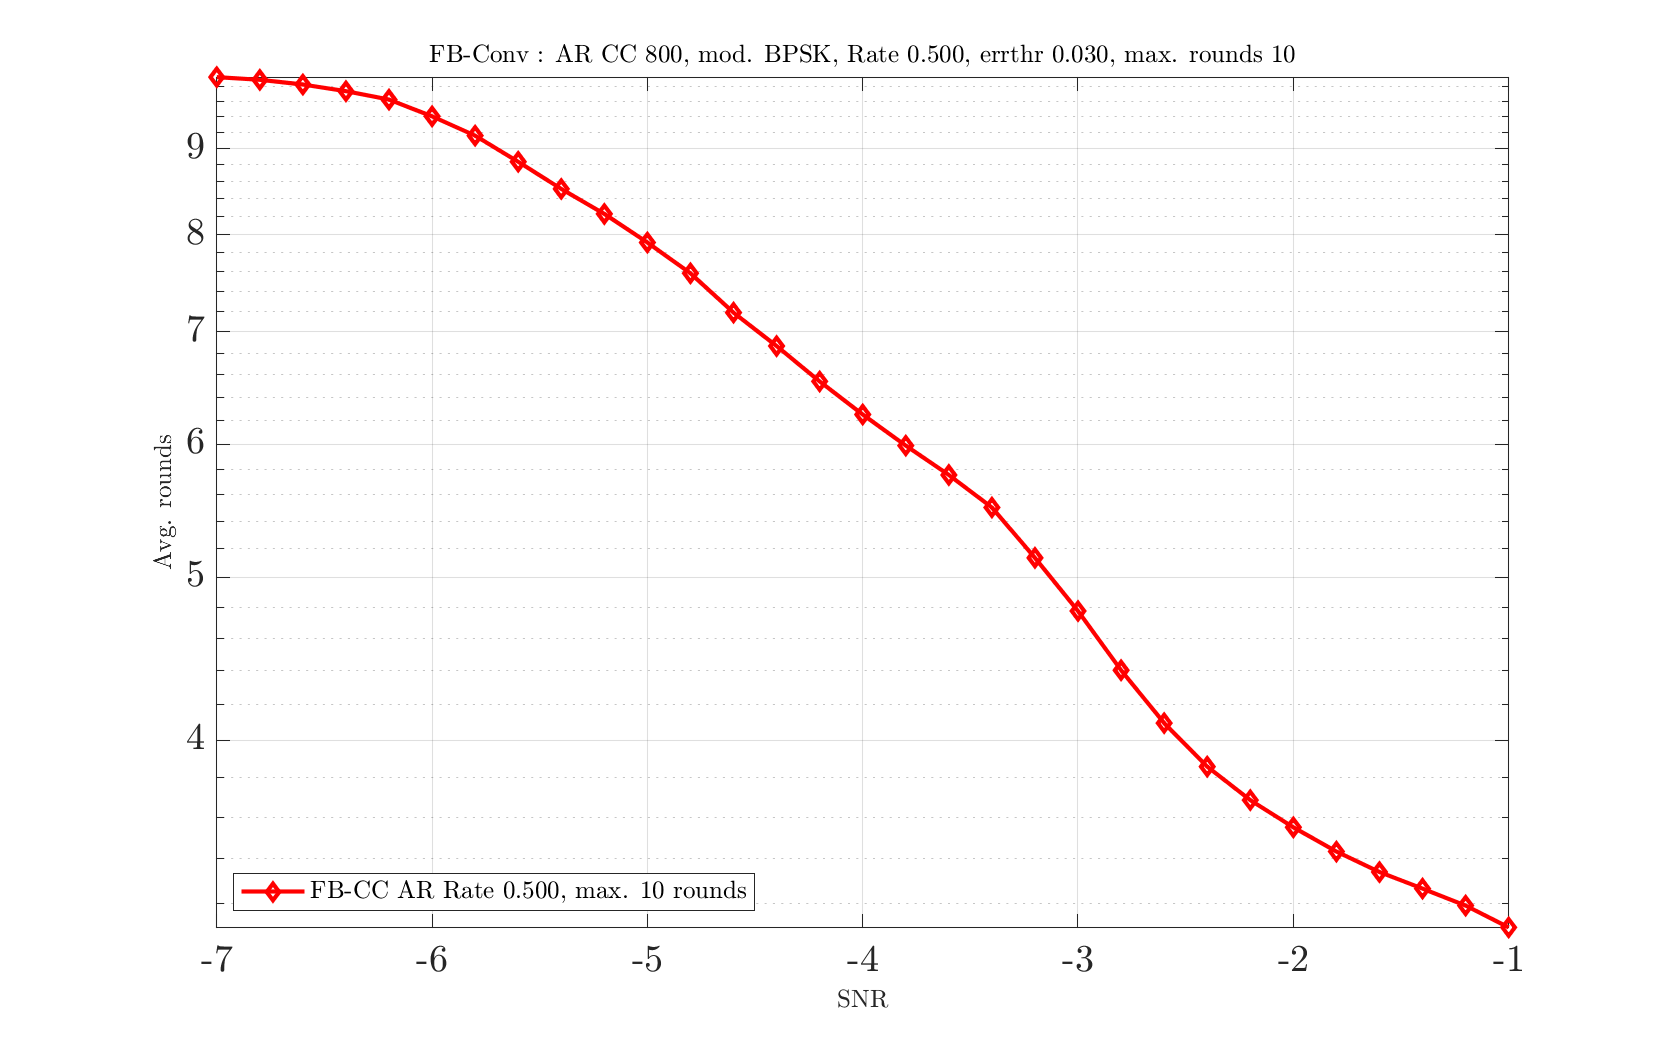 FB-Conv : AR CC 800, mod. BPSK, Rate 0.500, errthr 0.030, max. rounds 10
9
8
7
6
5
4
Avg. rounds
FB-CC AR Rate 0.500, max. 10 rounds
-7 -6 -5 -4 -3 -2 -1
SNR